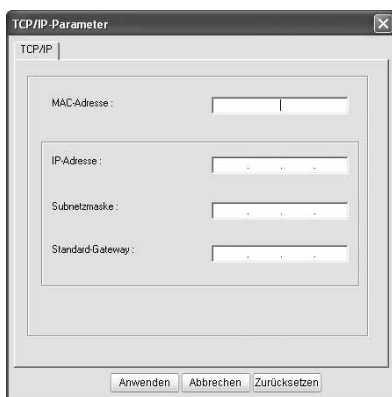 TCP/IP-Parameter
TCP/IP
MAC-Adresse :
IP-Adresse :
. . .
Subnetzmaske :
. . .
Standard-Gateway :
. . .
Anwenden Abbrechen Zurücksetzen